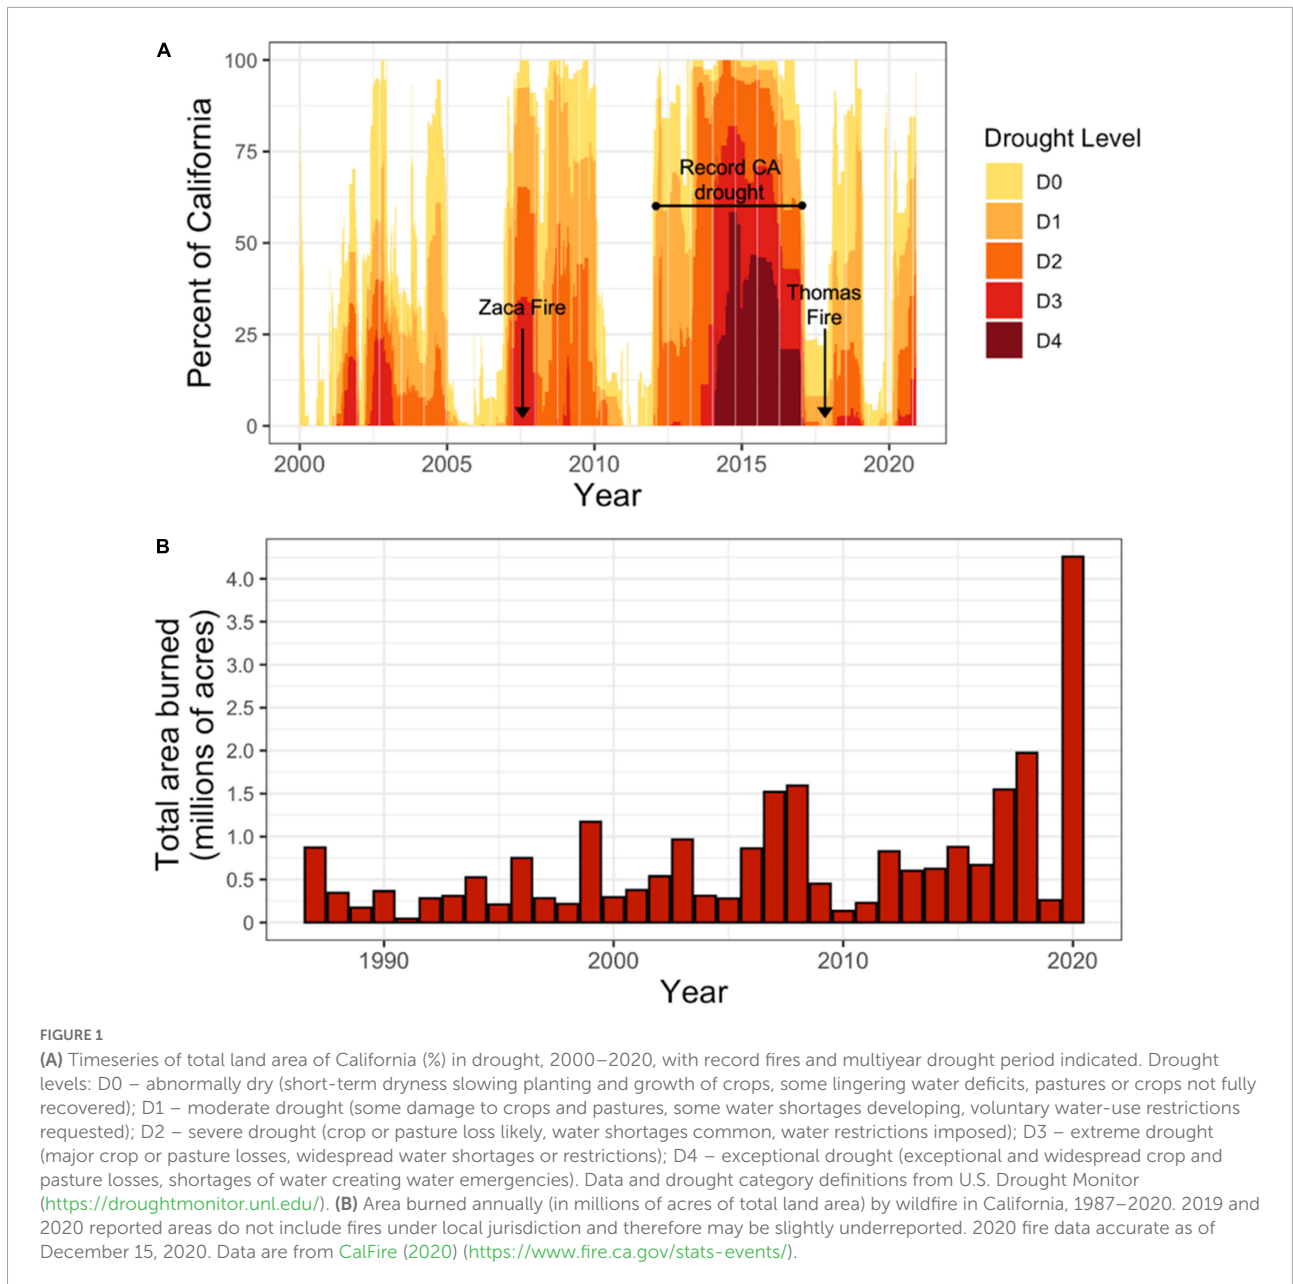 A
100
75
50
25
0
Percent of California
Record CA
drought
Zaca Fire
Thomas
Fire
2000 2005 2010 2015 2020
Year
Drought Level
D0
D1
D2
D3
D4
B
4.0
3.5
3.0
2.5
2.0
1.5
1.0
0.5
0
Total area burned
(millions of acres)
1990 2000 2010 2020
Year
FIGURE 1
(A) Timeseries of total land area of California (%) in drought, 2000–2020, with record fires and multiyear drought period indicated. Drought
levels: D0 – abnormally dry (short-term dryness slowing planting and growth of crops, some lingering water deficits, pastures or crops not fully
recovered); D1 – moderate drought (some damage to crops and pastures, some water shortages developing, voluntary water-use restrictions
requested); D2 – severe drought (crop or pasture loss likely, water shortages common, water restrictions imposed); D3 – extreme drought
(major crop or pasture losses, widespread water shortages or restrictions); D4 – exceptional drought (exceptional and widespread crop and
pasture losses, shortages of water creating water emergencies). Data and drought category definitions from U.S. Drought Monitor
(https://droughtmonitor.unl.edu/). (B) Area burned annually (in millions of acres of total land area) by wildfire in California, 1987–2020. 2019 and
2020 reported areas do not include fires under local jurisdiction and therefore may be slightly underreported. 2020 fire data accurate as of
December 15, 2020. Data are from CalFire (2020) (https://www.fire.ca.gov/stats-events/).